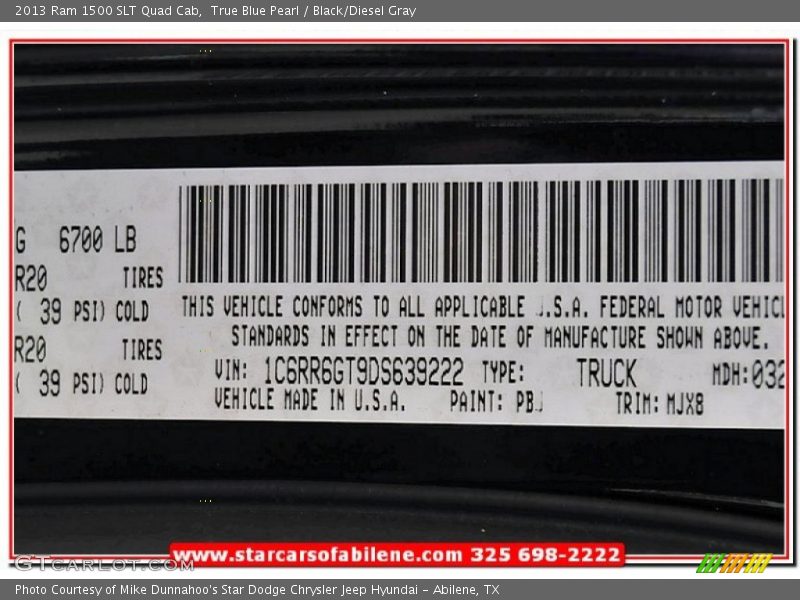 2013 Ram 1500 SLT Quad Cab,  True Blue Pearl / Black/Diesel Gray
G 6700 LB
R20 TIRES
( 39 PSI) COLD
R20 TIRES
( 39 PSI) COLD
THIS VEHICLE CONFORMS TO ALL APPLICABLE .S.A. FEDERAL MOTOR VEHICL
STANDARDS IN EFFECT ON THE DATE OF MANUFACTURE SHOWN ABOVE.
VIN: 1C6RR6GT9DS639222 TYPE: TRUCK MDH:032
VEHICLE MADE IN U.S.A. PAINT: PB TRIM: MJX8
www.starcarsofabilene.com 325 698-2222
GTcarlot.com
Photo Courtesy of Mike Dunnahoo's Star Dodge Chrysler Jeep Hyundai – Abilene, TX